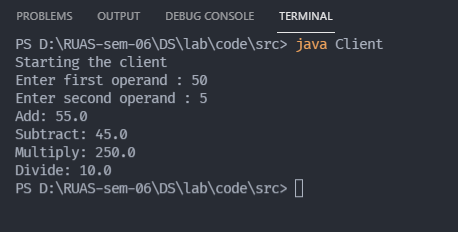 PROBLEMS OUTPUT DEBUG CONSOLE TERMINAL
PS D:\RUAS-sem-06\DS\lab\code\src> java Client
Starting the client
Enter first operand : 50
Enter second operand : 5
Add: 55.0
Subtract: 45.0
Multiply: 250.0
Divide: 10.0
PS D:\RUAS-sem-06\DS\lab\code\src>